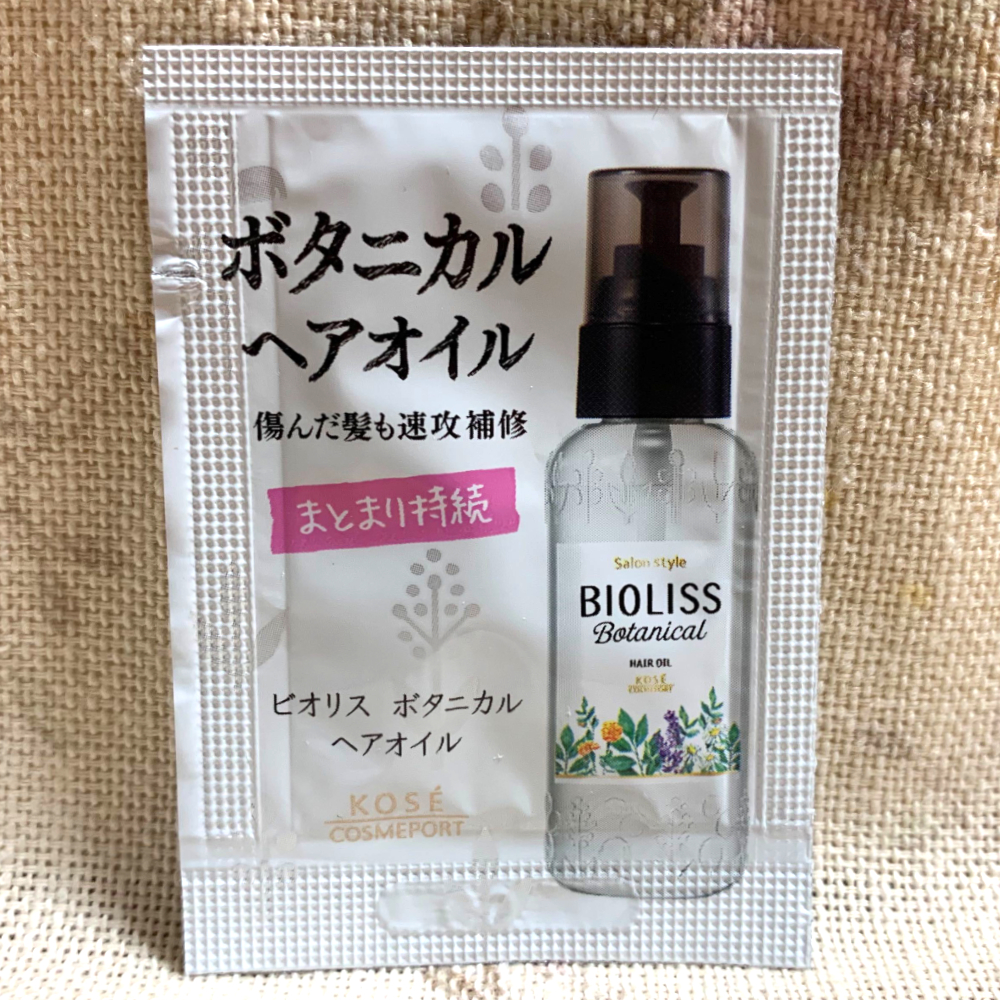 ボタニカル
ヘアオイル
傷んだ髪も速攻補修
まとまり持続
ビオリス ボタニカル
ヘアオイル
KOSÉ
COSMEPORT
Salon style
BIOLISS
Botanical
HAIR OIL
KOSÉ
COSMEPORT